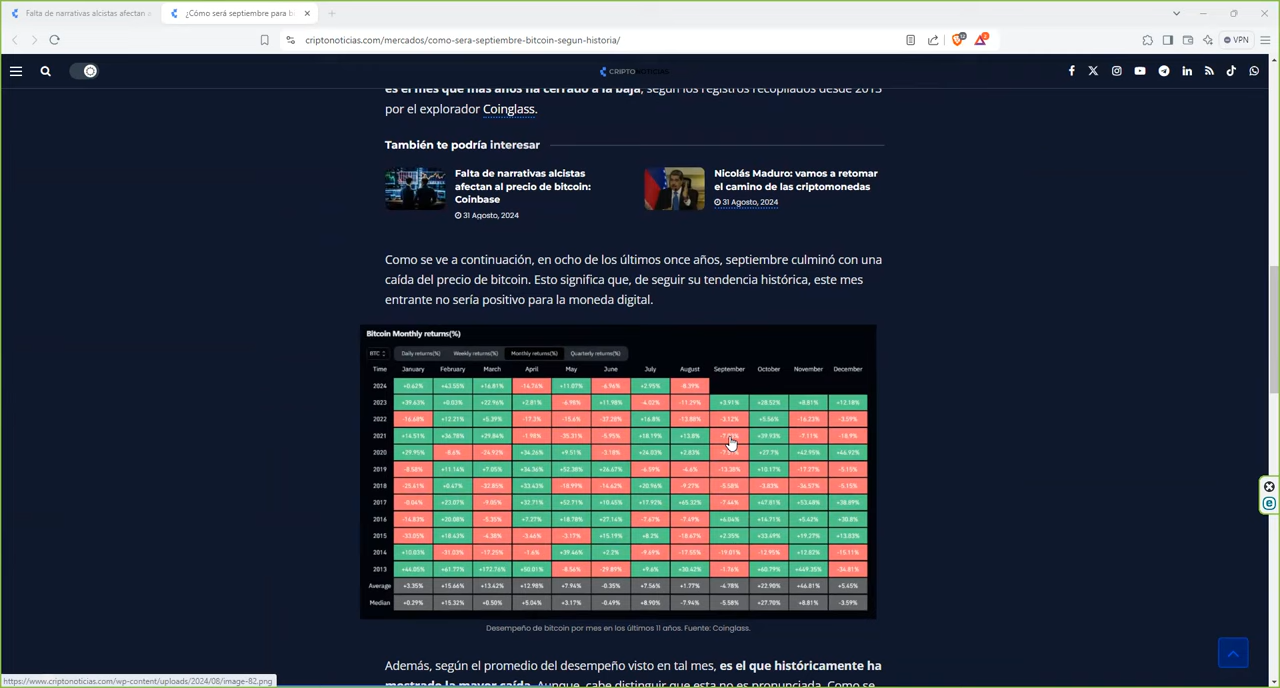 Falta de narrativas alcistas afectan a
¿Cómo será septiembre para b
criptonoticias.com/mercados/como-sera-septiembre-bitcoin-segun-historia/
VPN
CRIPTONOTICIAS
es el mes que más años ha cerrado a la baja, según los registros recopilados desde 2013
por el explorador Coinglass.
También te podría interesar
Falta de narrativas alcistas
afectan al precio de bitcoin:
Coinbase
31 Agosto, 2024
Nicolás Maduro: vamos a retomar
el camino de las criptomonedas
31 Agosto, 2024
Como se ve a continuación, en ocho de los últimos once años, septiembre culminó con una
caída del precio de bitcoin. Esto significa que, de seguir su tendencia histórica, este mes
entrante no sería positivo para la moneda digital.
Bitcoin Monthly returns(%)
BTC Daily returns(%) Weekly returns(%) Monthly returns(%) Quarterly returns(%)
Time January February March April May June July August September October November December
2024 +0.62% +43.55% +16.81% -14.76% +11.07% -6.96% +2.95% -8.39%
2023 +39.63% +0.03% +22.96% +2.81% -6.98% +11.98% -4.02% -11.29% +3.91% +28.52% +8.81% +12.18%
2022 -16.68% +12.21% +5.39% -17.3% -15.6% -37.28% +16.8% -13.88% -3.12% +5.56% -16.23% -3.59%
2021 +14.51% +36.78% +29.84% -1.98% -35.31% -5.95% +18.19% +13.8% +39.93% -7.11% -18.9%
2020 +29.95% -8.6% -24.92% +34.26% +9.51% -3.18% +24.03% +2.83% +27.7% +42.95% +46.92%
2019 -8.58% +11.14% +7.05% +34.36% +52.38% +26.67% -6.59% -4.6% -13.38% +10.17% -17.27% -5.15%
2018 -25.41% +0.47% -32.85% +33.43% -18.99% -14.62% +20.96% -9.27% -5.58% -3.83% -36.57% -5.15%
2017 -0.04% +23.07% -9.05% +32.71% +52.71% +10.45% +17.92% +65.32% -7.44% +47.81% +53.48% +38.89%
2016 -14.83% +20.08% -5.35% +7.27% +18.78% +27.14% -7.67% -7.49% +6.04% +14.71% +5.42% +30.8%
2015 -33.05% +18.43% -4.38% -3.46% -3.17% +15.19% +8.2% -18.67% +2.35% +33.49% +19.27% +13.83%
2014 +10.03% -31.03% -17.25% -1.6% +39.46% +2.2% -9.69% -17.55% -19.01% -12.95% +12.82% -15.11%
2013 +44.05% +61.77% +172.76% +50.01% -8.56% -29.89% +9.6% +30.42% -1.76% +60.79% +449.35% -34.81%
Average +3.35% +15.66% +13.42% +12.98% +7.94% -0.35% +7.56% +1.77% -4.78% +22.90% +46.81% +5.45%
Median +0.29% +15.32% +0.50% +5.04% +3.17% -0.49% +8.90% -7.94% -5.58% +27.70% +8.81% -3.59%
Desempeño de bitcoin por mes en los últimos 11 años. Fuente: Coinglass.
Además, según el promedio del desempeño visto en tal mes, es el que históricamente ha
mostrado la mayor caída. Aunque, cabe distinguir que esta no es pronunciada. Como se
https://www.criptonoticias.com/wp-content/uploads/2024/08/image-82.png